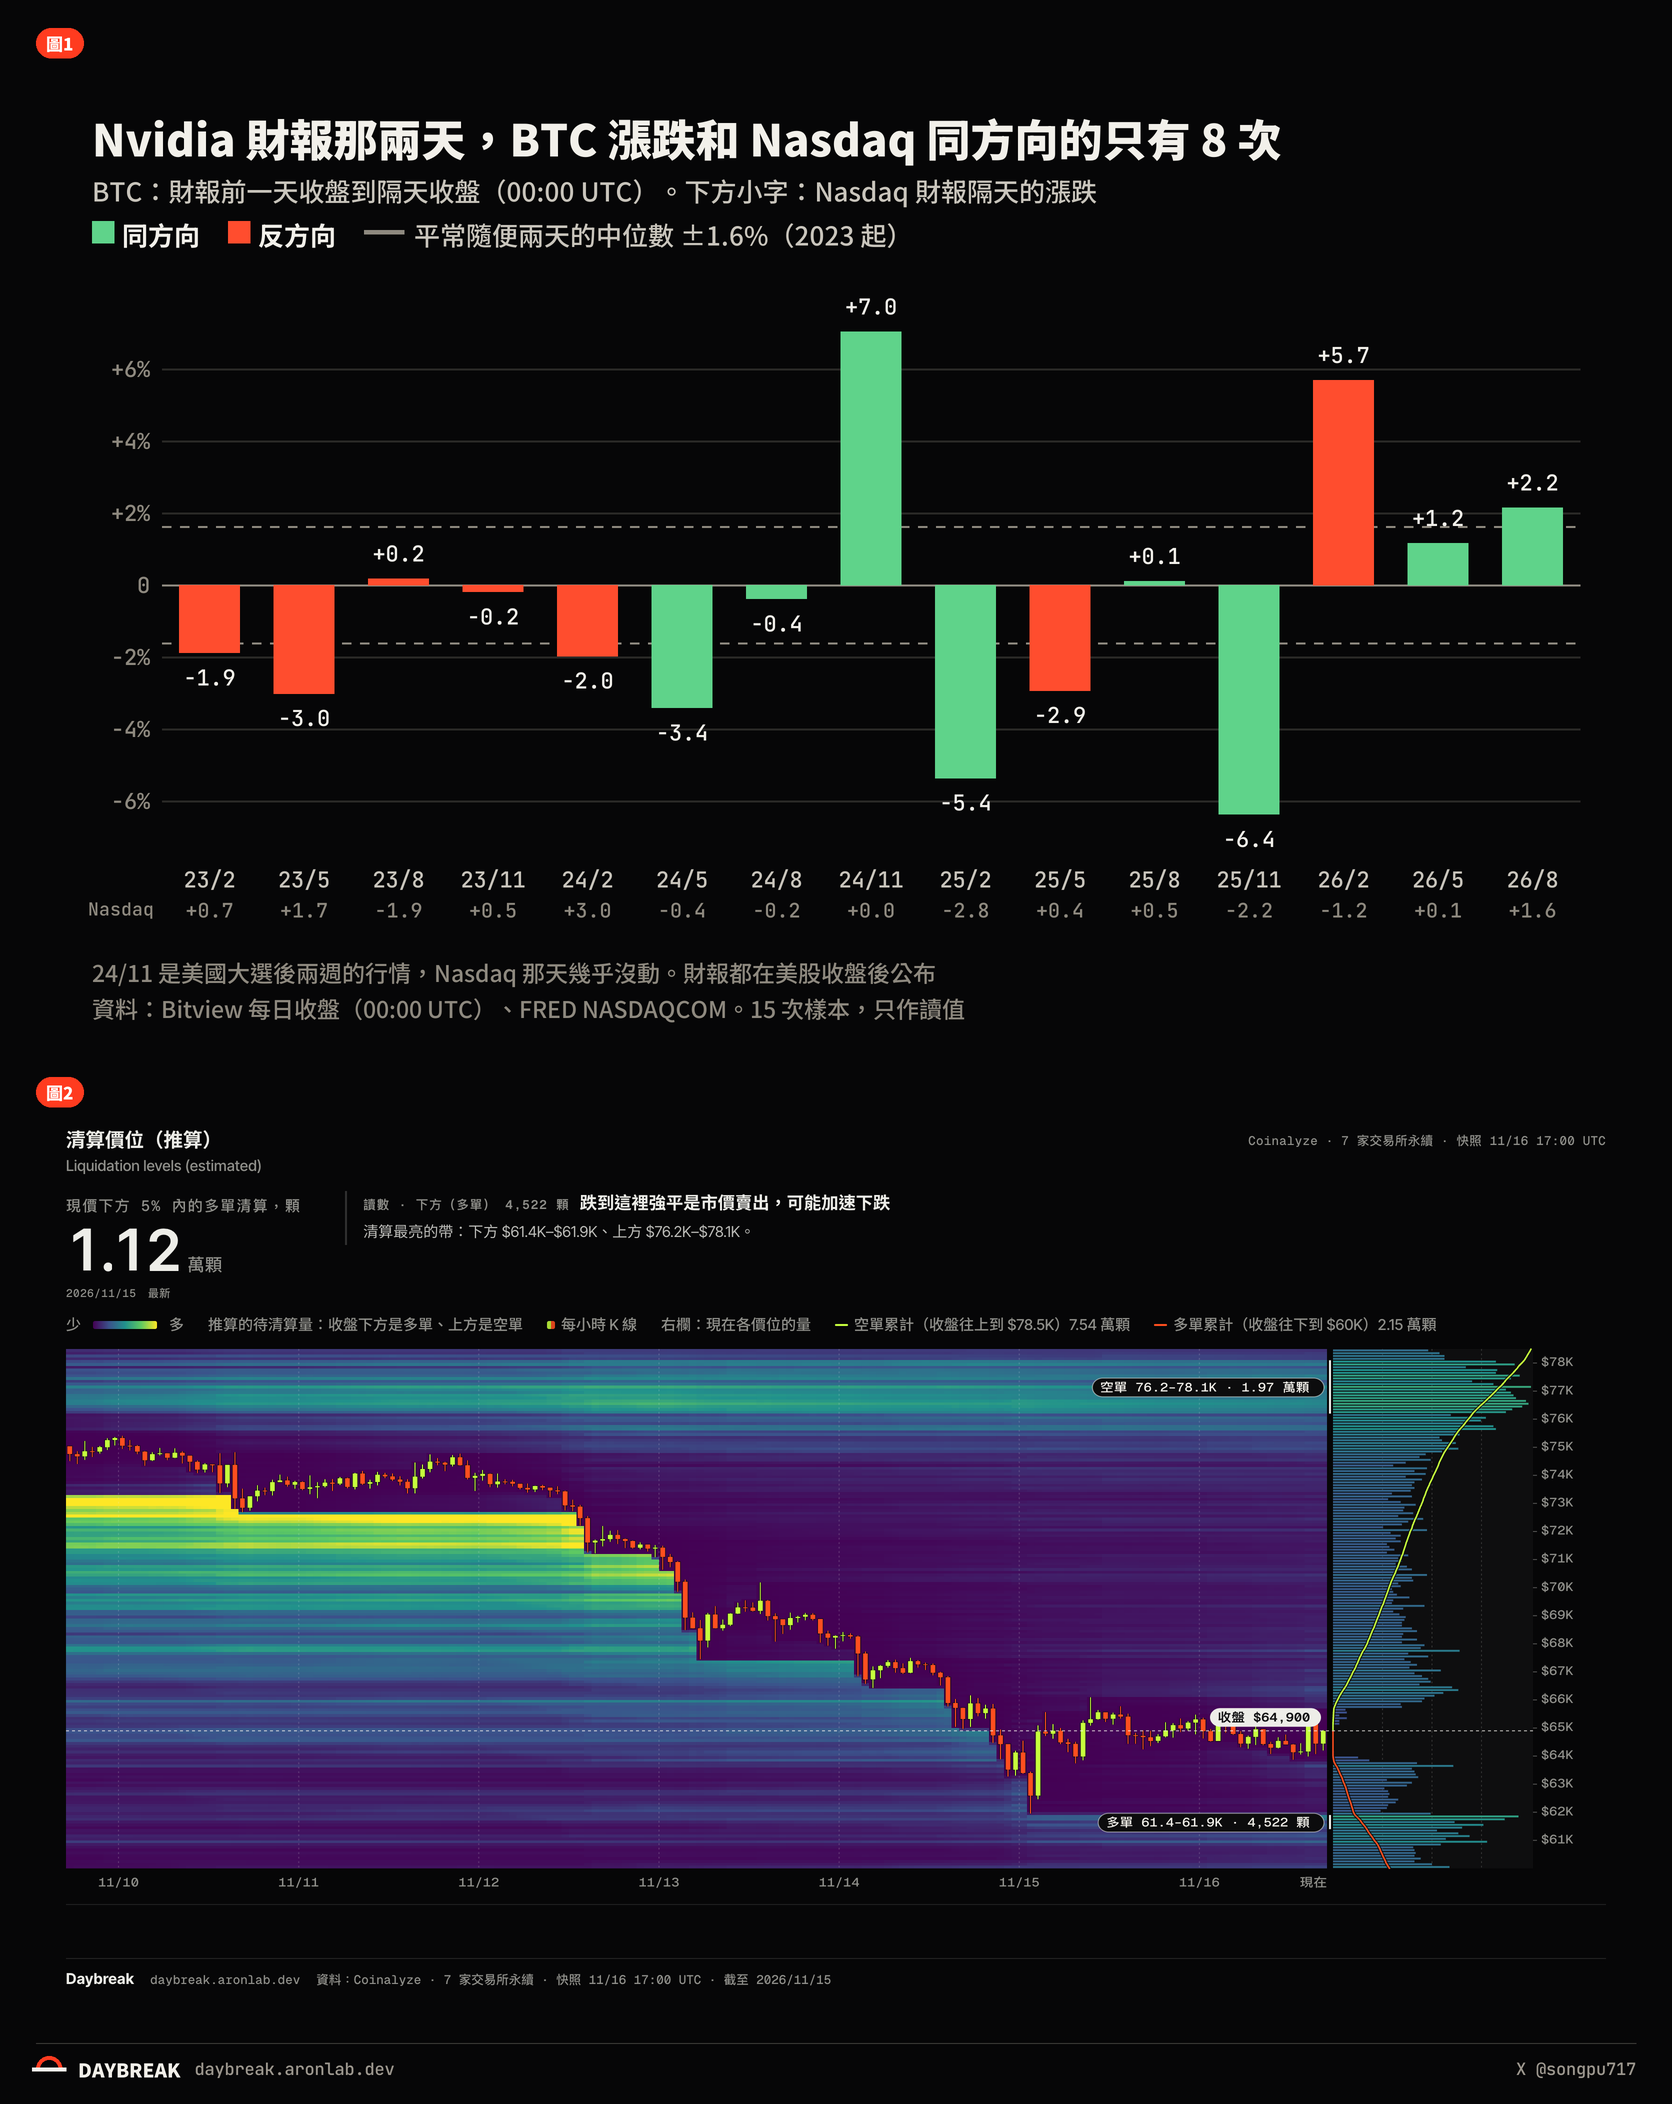 圖1
Nvidia 財報那兩天，BTC 漲跌和 Nasdaq 同方向的只有 8 次
BTC：財報前一天收盤到隔天收盤（00:00 UTC）。下方小字：Nasdaq 財報隔天的漲跌
同方向 反方向 平常隨便兩天的中位數 ±1.6%（2023 起）
+7.0
+5.7
+6%
+4%
+2.2
+2%
+1.2
+0.2
+0.1
0
-0.2
-0.4
-2%
-1.9
-2.0
-3.0
-2.9
-3.4
-4%
-5.4
-6%
-6.4
23/2 23/5 23/8 23/11 24/2 24/5 24/8 24/11 25/2 25/5 25/8 25/11 26/2 26/5 26/8
Nasdaq +0.7 +1.7 -1.9 +0.5 +3.0 -0.4 -0.2 +0.0 -2.8 +0.4 +0.5 -2.2 -1.2 +0.1 +1.6
24/11 是美國大選後兩週的行情，Nasdaq 那天幾乎沒動。財報都在美股收盤後公布
資料：Bitview 每日收盤（00:00 UTC）、FRED NASDAQCOM。15 次樣本，只作讀值
圖2
清算價位（推算）
Coinalyze · 7 家交易所永續 · 快照 11/16 17:00 UTC
Liquidation levels (estimated)
現價下方 5% 內的多單清算，顆
1.12 萬顆
2026/11/15 最新
讀數 · 下方（多單） 4,522 顆 跌到這裡強平是市價賣出，可能加速下跌
清算最亮的帶：下方 $61.4K–$61.9K、上方 $76.2K–$78.1K。
少 多 推算的待清算量：收盤下方是多單、上方是空單 每小時 K 線 右欄：現在各價位的量 空單累計（收盤往上到 $78.5K）7.54 萬顆 多單累計（收盤往下到 $60K）2.15 萬顆
空單 76.2–78.1K · 1.97 萬顆
收盤 $64,900
多單 61.4–61.9K · 4,522 顆
$78K
$77K
$76K
$75K
$74K
$73K
$72K
$71K
$70K
$69K
$68K
$67K
$66K
$65K
$64K
$63K
$62K
$61K
11/10 11/11 11/12 11/13 11/14 11/15 11/16 現在
Daybreak daybreak.aronlab.dev 資料：Coinalyze · 7 家交易所永續 · 快照 11/16 17:00 UTC · 截至 2026/11/15
DAYBREAK daybreak.aronlab.dev
X @songpu717